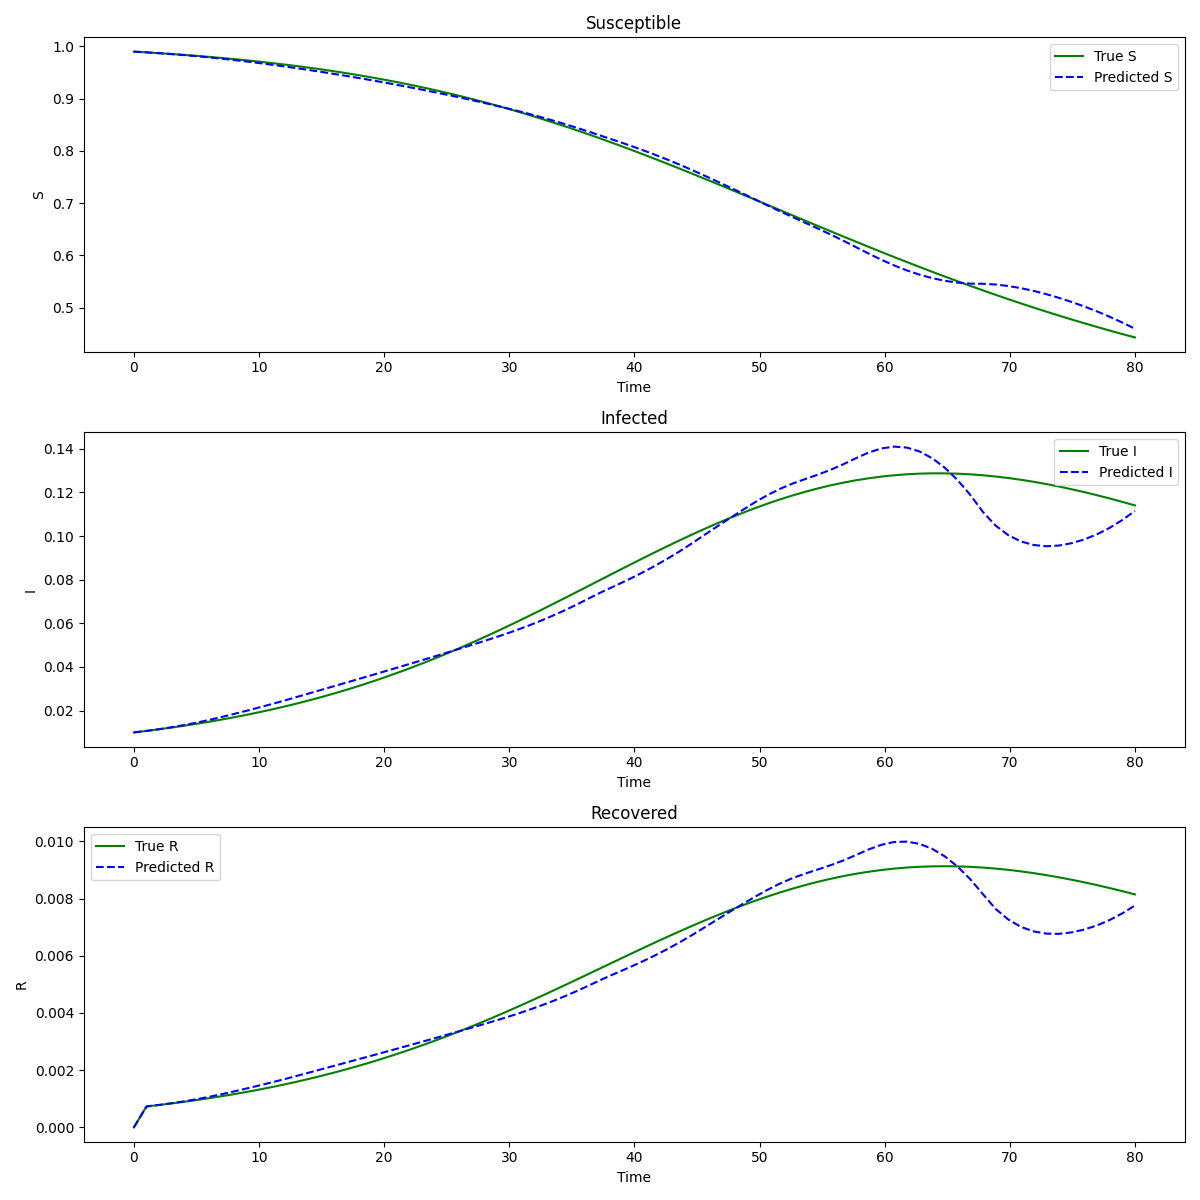 Susceptible
1.0
0.9
0.8
0.7
0.6
0.5
S
True S
Predicted S
0 10 20 30 40 50 60 70 80
Time
Infected
0.14
0.12
0.10
0.08
0.06
0.04
0.02
I
True I
Predicted I
0 10 20 30 40 50 60 70 80
Time
Recovered
0.010
0.008
0.006
0.004
0.002
0.000
R
True R
Predicted R
0 10 20 30 40 50 60 70 80
Time